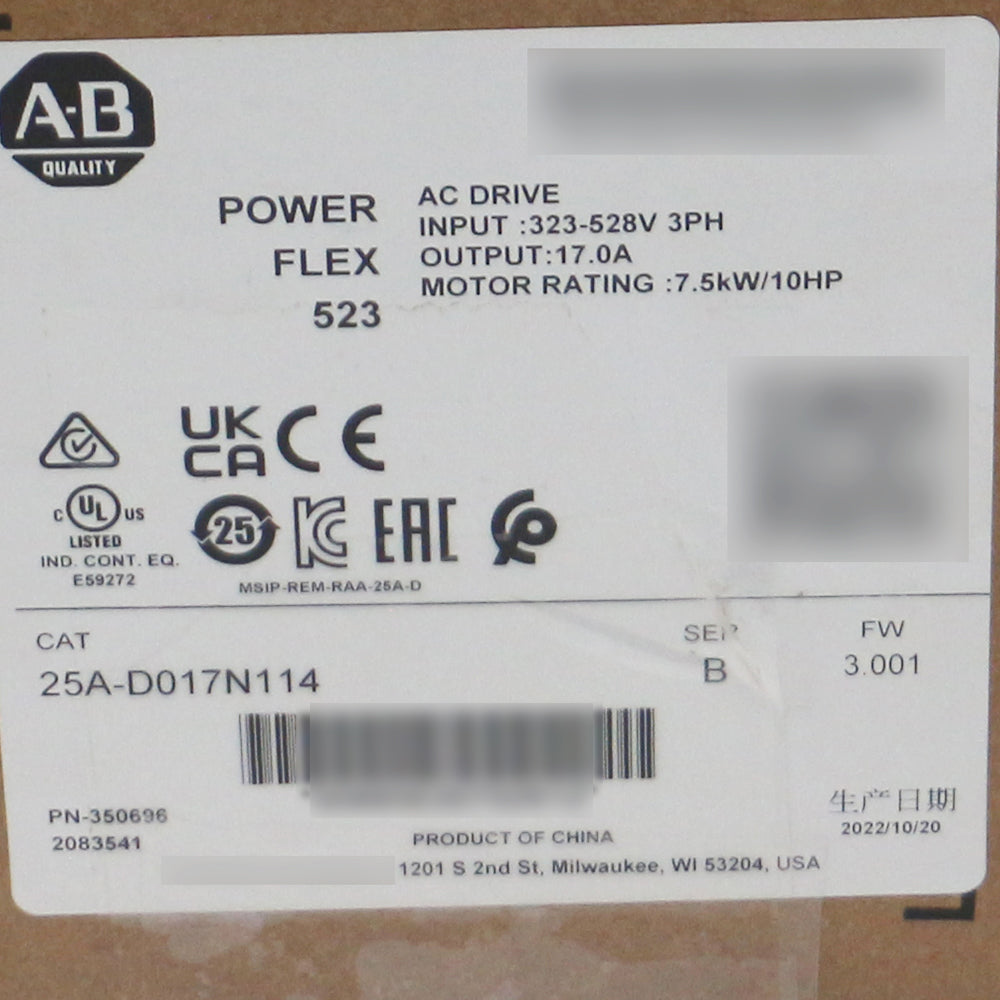 A-B
QUALITY
POWER
FLEX
523
AC DRIVE
INPUT :323-528V 3PH
OUTPUT:17.0A
MOTOR RATING :7.5kW/10HP
UK
CA
CE
C UL US
LISTED
IND. CONT. EQ.
E59272
25
KC
EAC
MSIP-REM-RAA-25A-D
CAT
25A-D017N114
SER
B
FW
3.001
PN-350696
2083541
生产日期
2022/10/20
PRODUCT OF CHINA
1201 S 2nd St, Milwaukee, WI 53204, USA